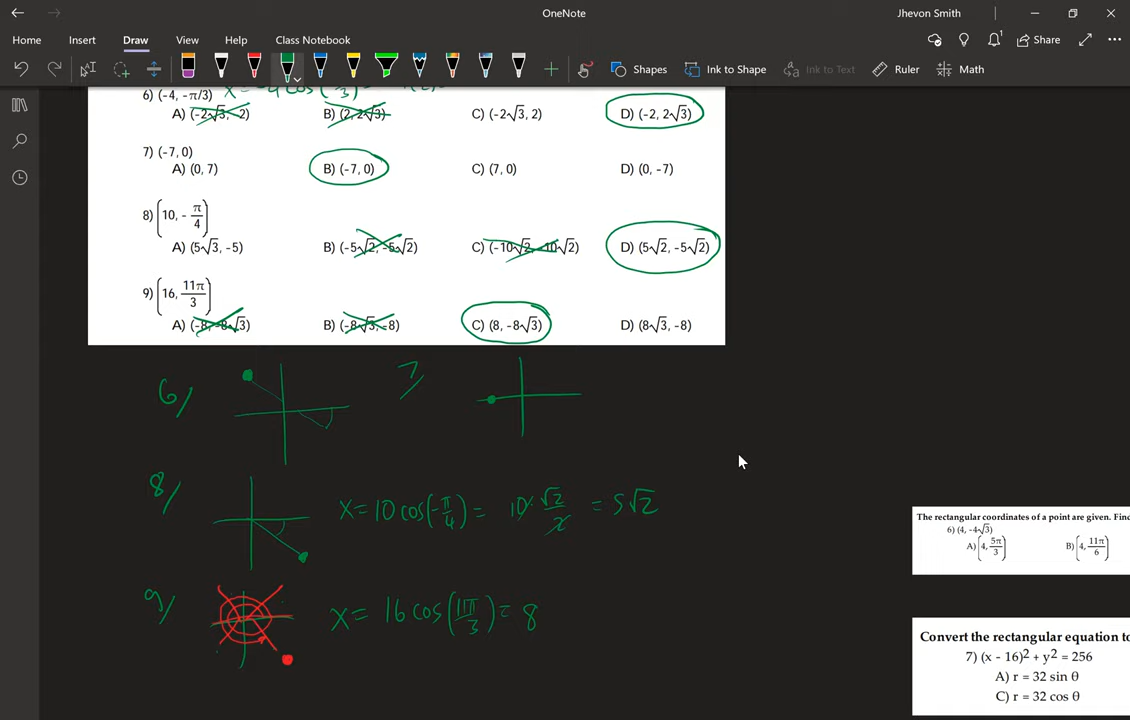 OneNote
Jhevon Smith
Home Insert Draw View Help Class Notebook
Share
Shapes Ink to Shape Ink to Text Ruler Math
6) (-4, -π/3)
A) (-2√3, -2) B) (2, 2√3) C) (-2√3, 2) D) (-2, 2√3)
7) (-7, 0)
A) (0, 7) B) (-7, 0) C) (7, 0) D) (0, -7)
8) (10, -π/4)
A) (5√3, -5) B) (-5√2, -5√2) C) (-10√2, -10√2) D) (5√2, -5√2)
9) (16, 11π/3)
A) (-8, -8√3) B) (-8√3, -8) C) (8, -8√3) D) (8√3, -8)
6) 7)
8) x = 10 cos(-π/4) = 10·√2/2 = 5√2
9) x = 16 cos(11π/3) = 8
The rectangular coordinates of a point are given. Find
6) (4, -4√3)
A) (4, 5π/3) B) (4, 11π/6)
Convert the rectangular equation to
7) (x - 16)² + y² = 256
A) r = 32 sin θ
C) r = 32 cos θ